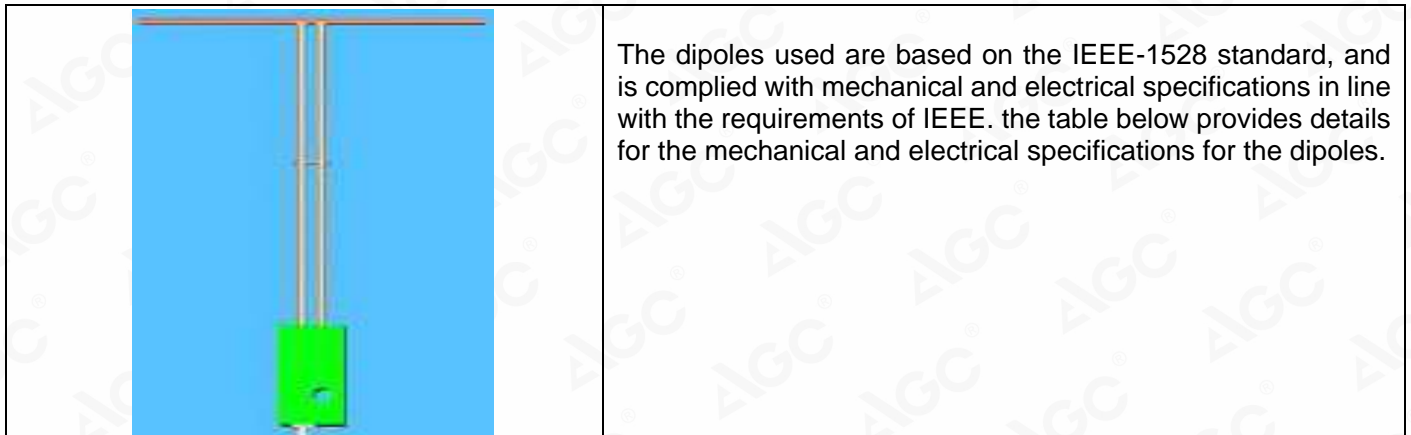 The dipoles used are based on the IEEE-1528 standard, and
is complied with mechanical and electrical specifications in line
with the requirements of IEEE. the table below provides details
for the mechanical and electrical specifications for the dipoles.
AGC
®